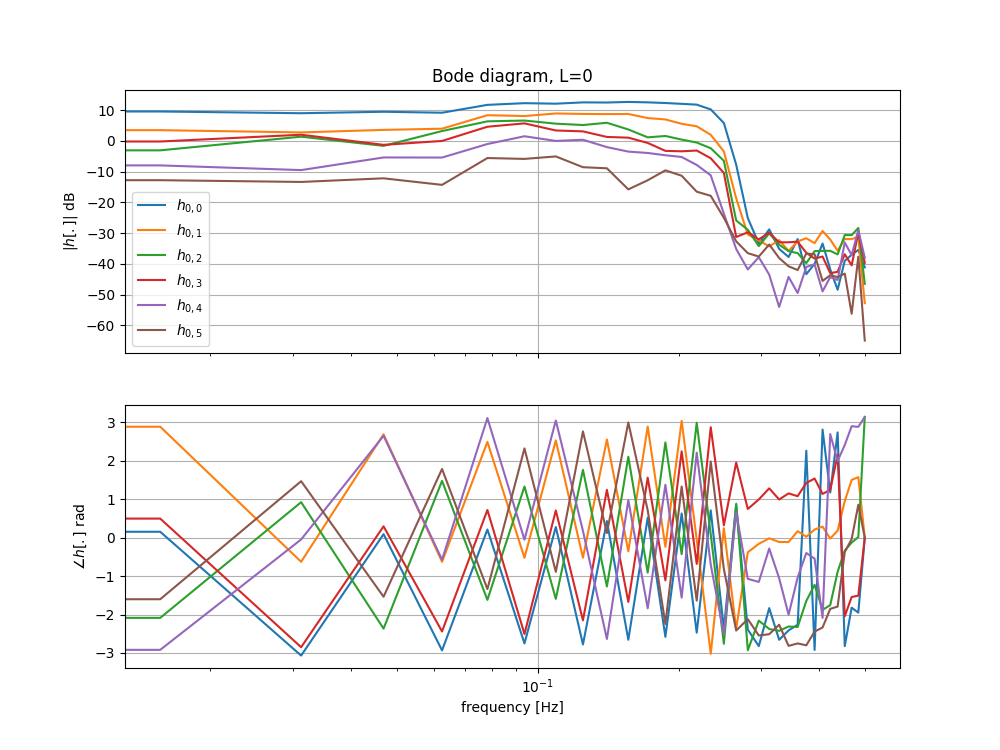 Bode diagram, L=0
|h[.]| dB
10
0
−10
−20
−30
−40
−50
−60
h0,0
h0,1
h0,2
h0,3
h0,4
h0,5
∠h[.] rad
3
2
1
0
−1
−2
−3
10−1
frequency [Hz]